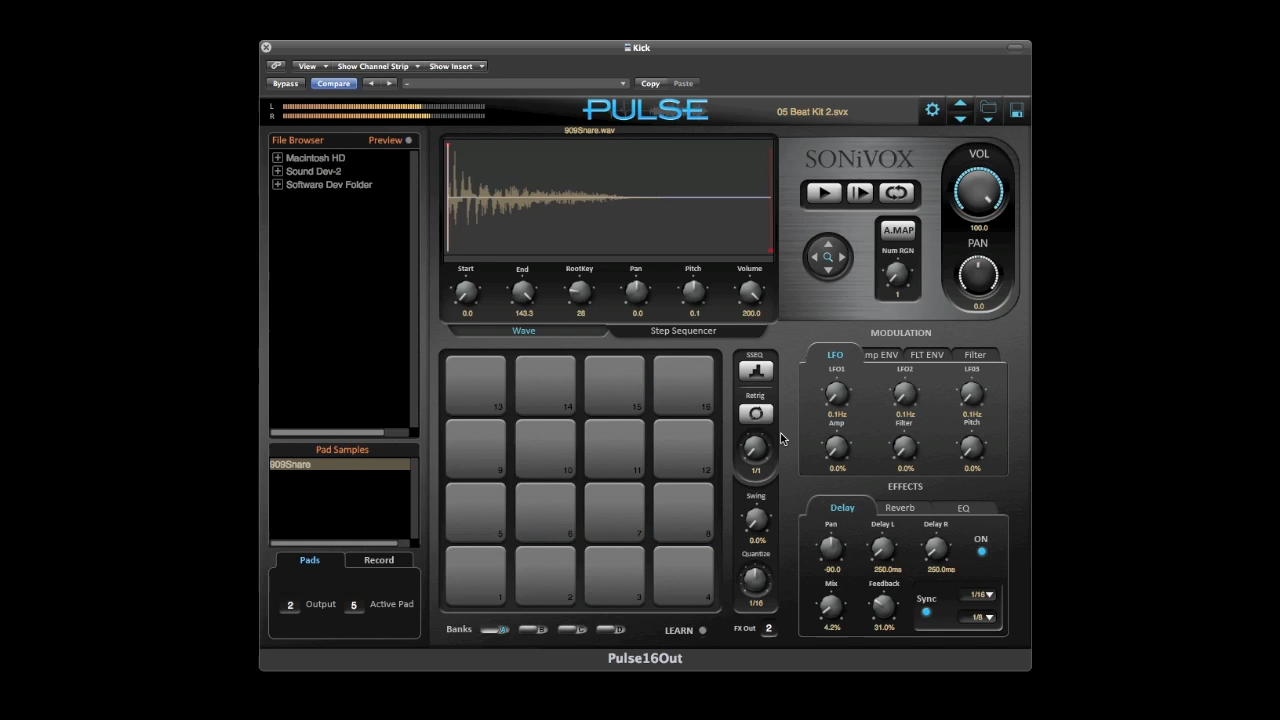 Kick
View Show Channel Strip Show Insert
Bypass Compare - Copy Paste
L
R
PULSE
05 Beat Kit 2.svx
File Browser Preview
Macintosh HD
Sound Dev-2
Software Dev Folder
909Snare.wav
Start End RootKey Pan Pitch Volume
0.0 143.3 26 0.0 0.1 200.0
Wave Step Sequencer
SONiVOX
A.MAP
Num RGN
1
VOL
100.0
PAN
0.0
Pad Samples
909Snare
Pads Record
2 Output 5 Active Pad
13 14 15 16
9 10 11 12
5 6 7 8
1 2 3 4
Banks A B C D LEARN
SSEQ
Retrig
1/1
Swing
0.0%
Quantize
1/16
FX Out 2
MODULATION
LFO mp ENV FLT ENV Filter
LFO1 LFO2 LFO3
0.1Hz 0.1Hz 0.1Hz
Amp Filter Pitch
0.0% 0.0% 0.0%
EFFECTS
Delay Reverb EQ
Pan Delay L Delay R
-90.0 250.0ms 250.0ms
ON
Mix Feedback
4.2% 31.0%
Sync
1/16
1/8
Pulse16Out